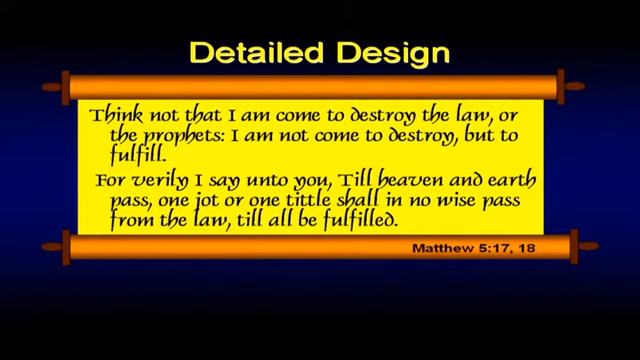 Detailed Design
Think not that I am come to destroy the law, or
the prophets: I am not come to destroy, but to
fulfill.
For verily I say unto you, Till heaven and earth
pass, one jot or one tittle shall in no wise pass
from the law, till all be fulfilled.
Matthew 5:17, 18